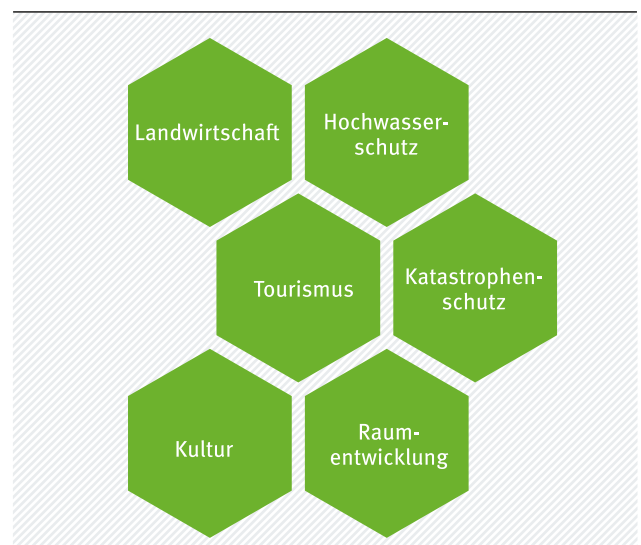 Landwirtschaft
Hochwasser-
schutz
Tourismus
Katastrophen-
schutz
Kultur
Raum-
entwicklung